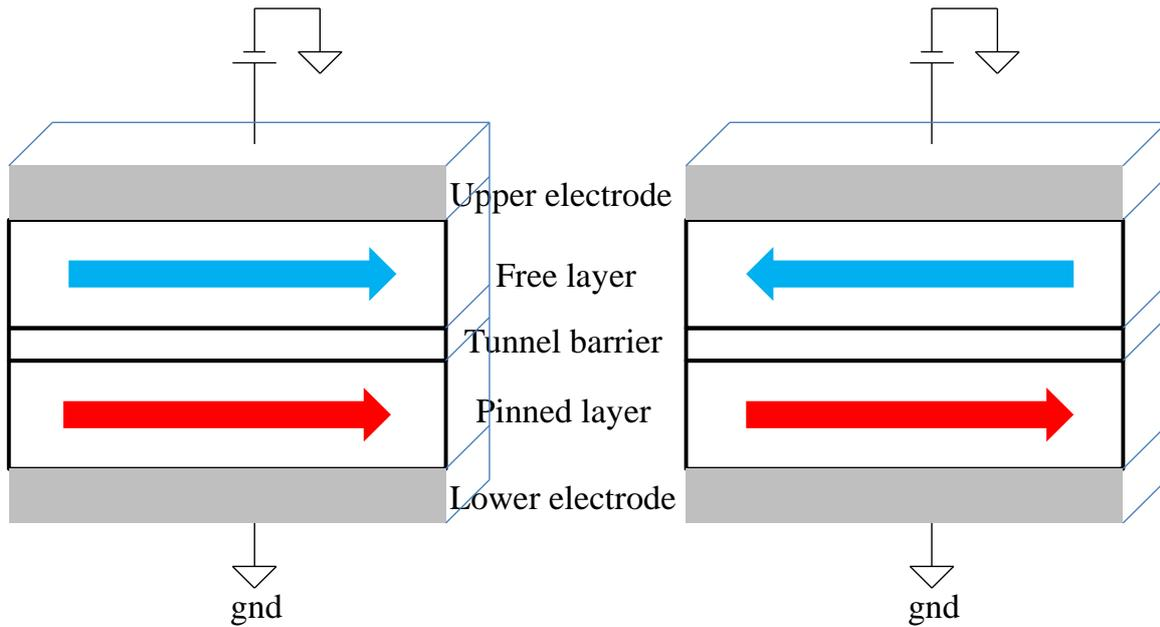 Upper electrode
Free layer
Tunnel barrier
Pinned layer
Lower electrode
gnd
gnd